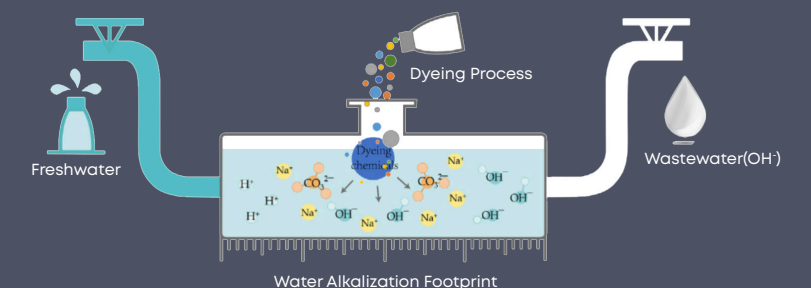 Dyeing Process
Freshwater
Wastewater(OH⁻)
Dyeing
chemicals
H⁺
H⁺
H⁺
Na⁺
CO₃²⁻
Na⁺
OH⁻
Na⁺
OH⁻
CO₃²⁻
Na⁺
Na⁺
Na⁺
OH⁻
OH⁻
OH⁻
Water Alkalization Footprint